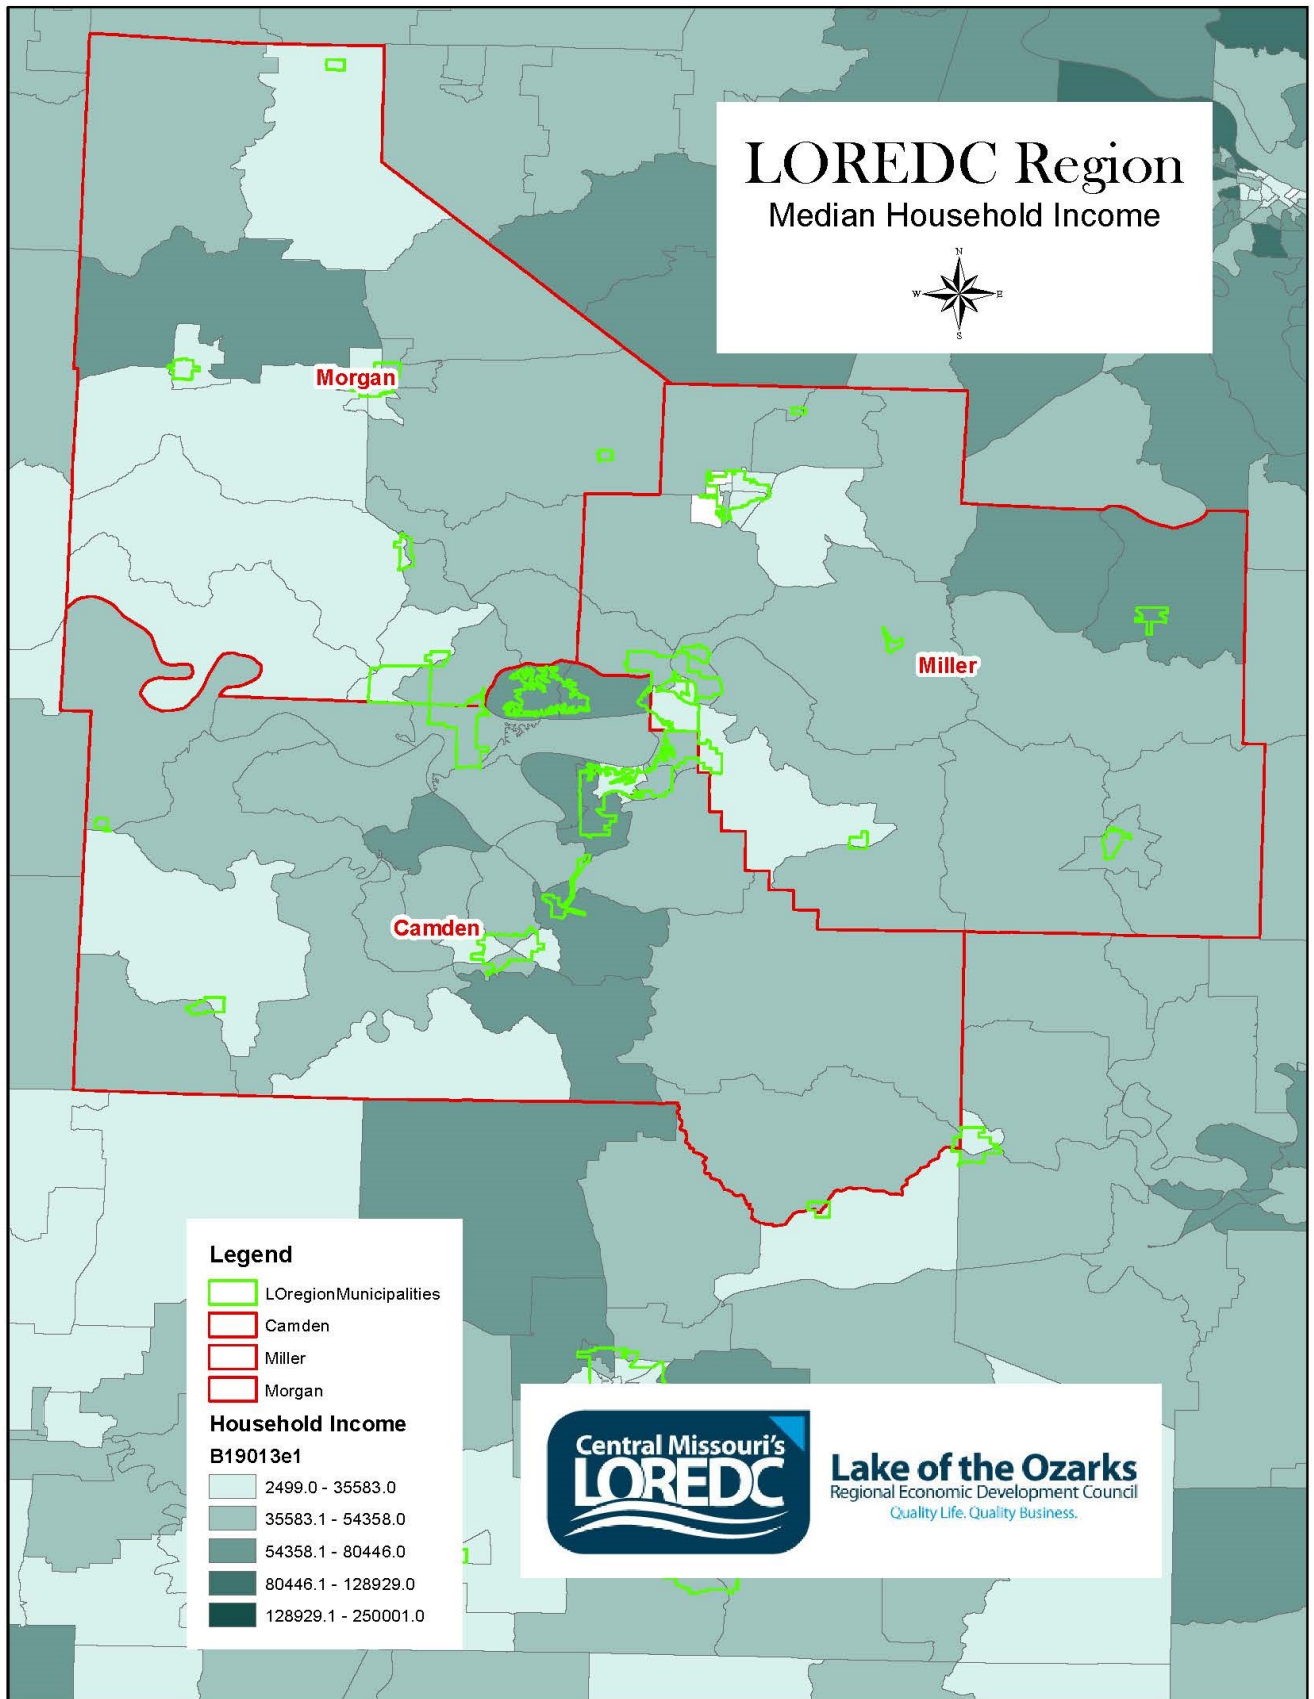 LOREDC Region
Median Household Income
N
W E
S
Morgan
Miller
Camden
Legend
LOregionMunicipalities
Camden
Miller
Morgan
Household Income
B19013e1
2499.0 - 35583.0
35583.1 - 54358.0
54358.1 - 80446.0
80446.1 - 128929.0
128929.1 - 250001.0
Central Missouri's
LOREDC
Lake of the Ozarks
Regional Economic Development Council
Quality Life. Quality Business.